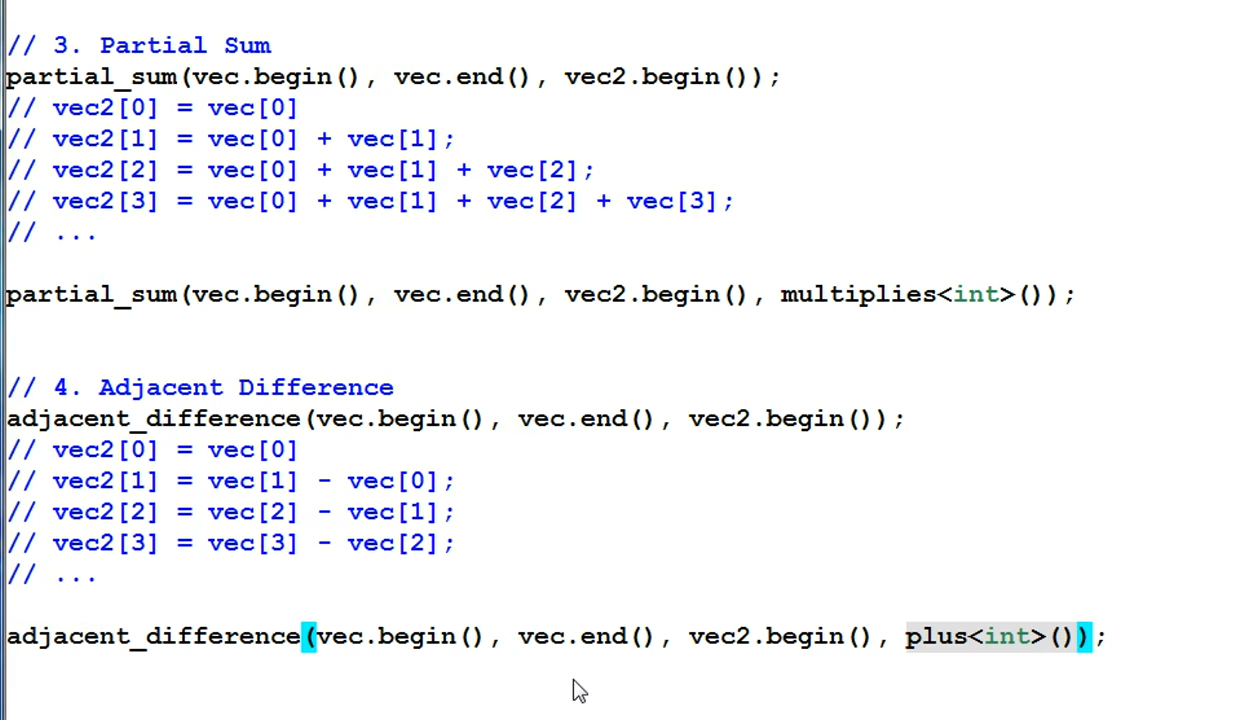 // 3. Partial Sum
partial_sum(vec.begin(), vec.end(), vec2.begin());
// vec2[0] = vec[0]
// vec2[1] = vec[0] + vec[1];
// vec2[2] = vec[0] + vec[1] + vec[2];
// vec2[3] = vec[0] + vec[1] + vec[2] + vec[3];
// ...
partial_sum(vec.begin(), vec.end(), vec2.begin(), multiplies<int>());
// 4. Adjacent Difference
adjacent_difference(vec.begin(), vec.end(), vec2.begin());
// vec2[0] = vec[0]
// vec2[1] = vec[1] - vec[0];
// vec2[2] = vec[2] - vec[1];
// vec2[3] = vec[3] - vec[2];
// ...
adjacent_difference(vec.begin(), vec.end(), vec2.begin(), plus<int>());